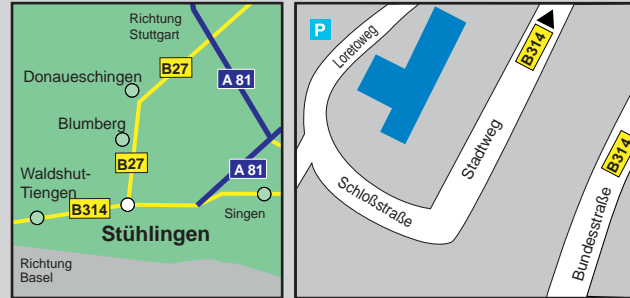 Richtung
Stuttgart
B27
A 81
Donaueschingen
Blumberg
B27
A 81
Waldshut-
Tiengen
B314
Singen
Stühlingen
Richtung
Basel
P
Loretoweg
B314
Stadtweg
B314
Schloßstraße
Bundesstraße